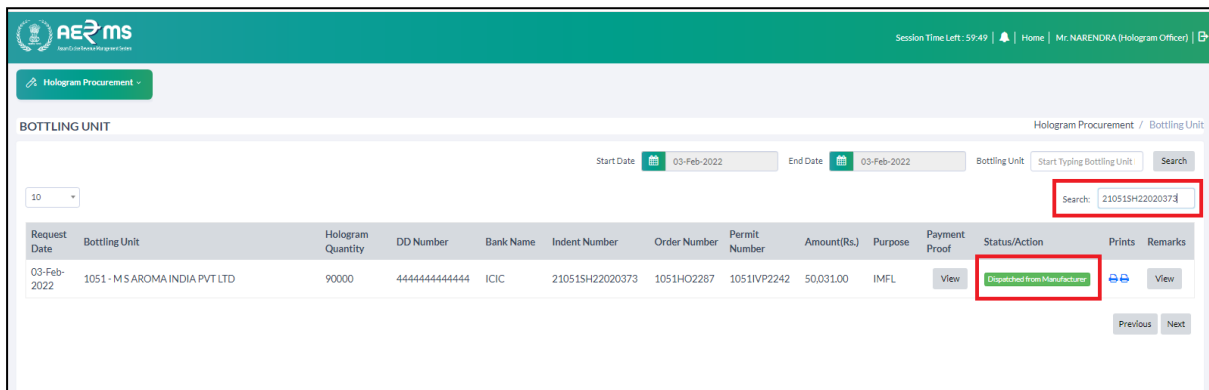 AERMS
Session Time Left : 59:49 | | Home | Mr. NARENDRA (Hologram Officer) |
Hologram Procurement
BOTTLING UNIT
Hologram Procurement / Bottling Unit
Start Date 03-Feb-2022 End Date 03-Feb-2022 Bottling Unit Start Typing Bottling Unit Search
10 Search: 21051SH22020373
Request Date Bottling Unit Hologram Quantity DD Number Bank Name Indent Number Order Number Permit Number Amount(Rs.) Purpose Payment Proof Status/Action Prints Remarks
03-Feb-2022 1051 - M S AROMA INDIA PVT LTD 90000 4444444444444 ICIC 21051SH22020373 1051HO2287 1051IVP2242 50,031.00 IMFL View Dispatched from Manufacturer View
Previous Next